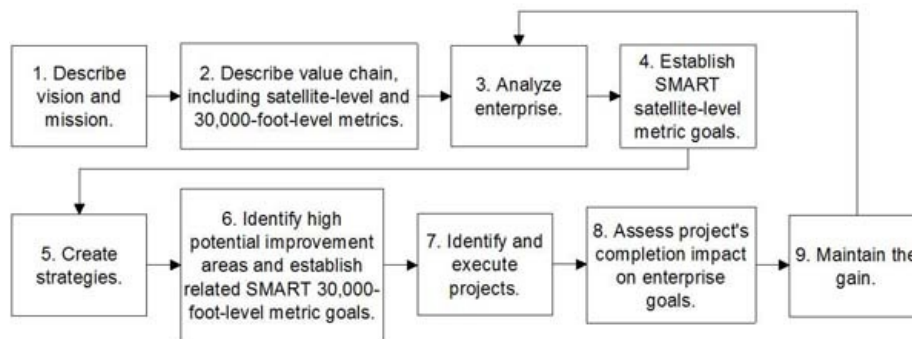 1. Describe
vision and
mission.
2. Describe value chain,
including satellite-level and
30,000-foot-level metrics.
3. Analyze
enterprise.
4. Establish
SMART
satellite-level
metric goals.
5. Create
strategies.
6. Identify high
potential improvement
areas and establish
related SMART 30,000-
foot-level metric goals.
7. Identify and
execute
projects.
8. Assess project's
completion impact
on enterprise
goals.
9. Maintain the
gain.